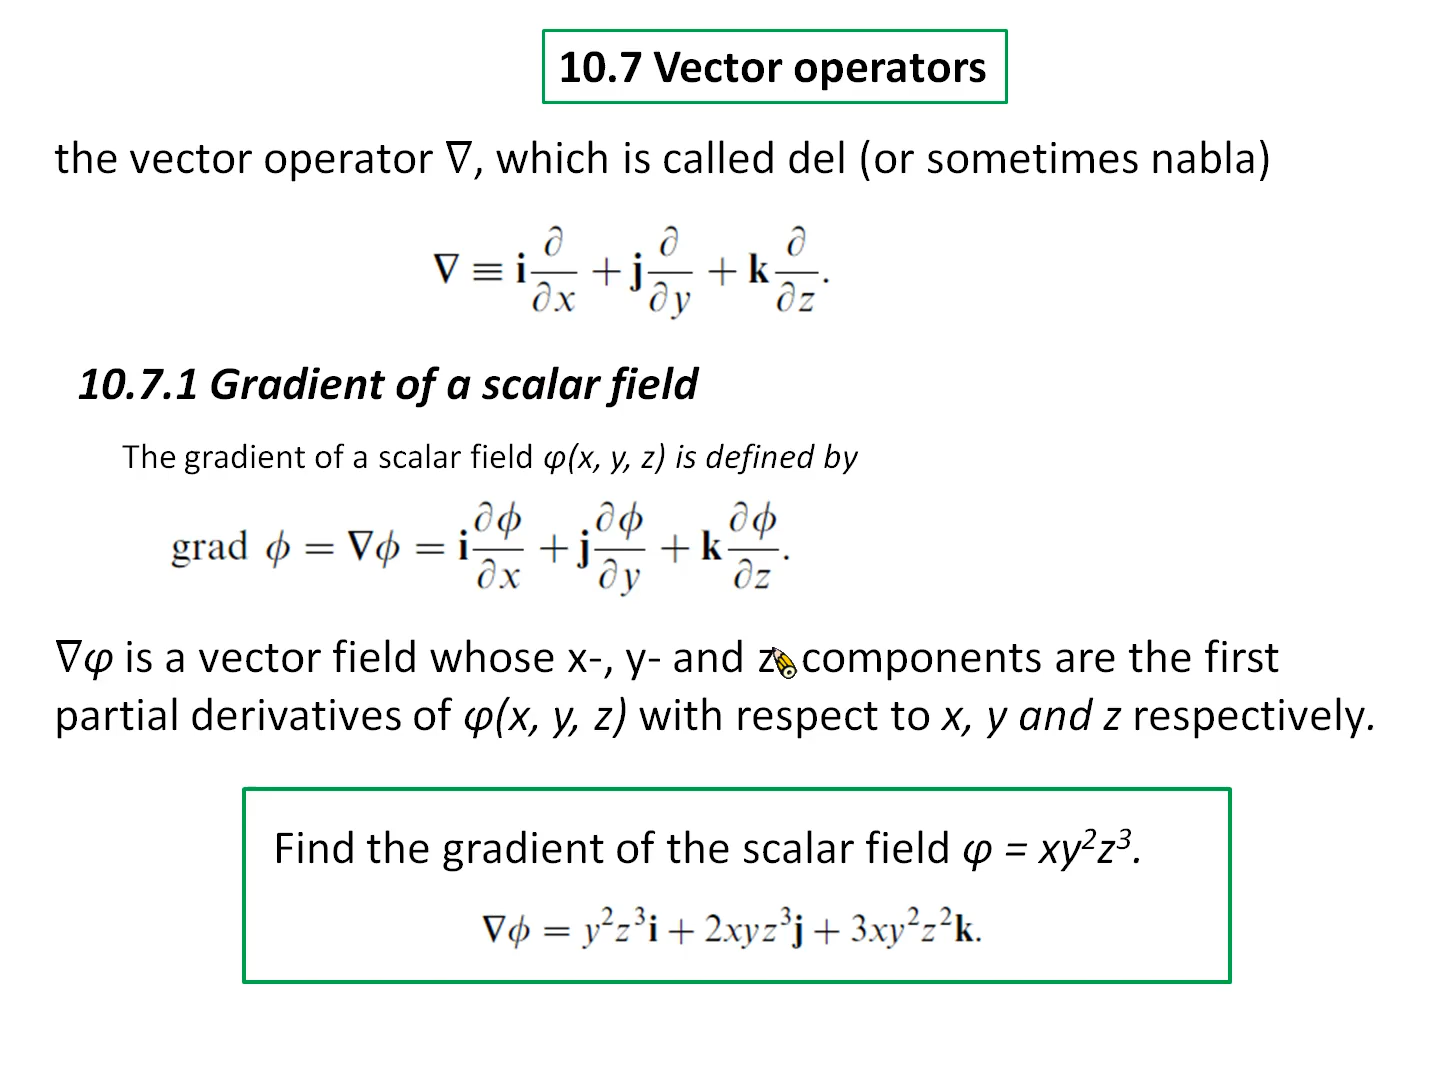 10.7 Vector operators
the vector operator ∇, which is called del (or sometimes nabla)
∇ ≡ i ∂/∂x + j ∂/∂y + k ∂/∂z.
10.7.1 Gradient of a scalar field
The gradient of a scalar field φ(x, y, z) is defined by
grad ϕ = ∇ϕ = i ∂ϕ/∂x + j ∂ϕ/∂y + k ∂ϕ/∂z.
∇φ is a vector field whose x-, y- and z- components are the first
partial derivatives of φ(x, y, z) with respect to x, y and z respectively.
Find the gradient of the scalar field φ = xy²z³.
∇ϕ = y²z³i + 2xyz³j + 3xy²z²k.